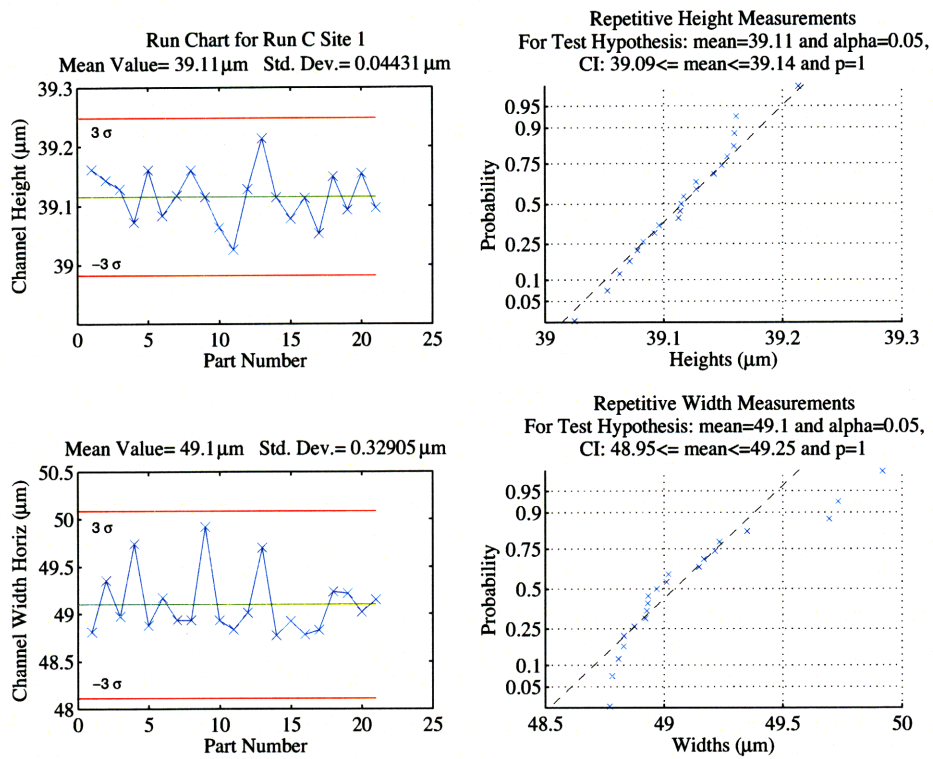 Run Chart for Run C Site 1
Mean Value= 39.11 µm Std. Dev.= 0.04431 µm
39.3
39.2
39.1
39
Channel Height (µm)
3 σ
−3 σ
0 5 10 15 20 25
Part Number
Repetitive Height Measurements
For Test Hypothesis: mean=39.11 and alpha=0.05,
CI: 39.09<= mean<=39.14 and p=1
0.95
0.9
0.75
0.5
0.25
0.1
0.05
Probability
39 39.1 39.2 39.3
Heights (µm)
Mean Value= 49.1 µm Std. Dev.= 0.32905 µm
50.5
50
49.5
49
48.5
48
Channel Width Horiz (µm)
3 σ
−3 σ
0 5 10 15 20 25
Part Number
Repetitive Width Measurements
For Test Hypothesis: mean=49.1 and alpha=0.05,
CI: 48.95<= mean<=49.25 and p=1
0.95
0.9
0.75
0.5
0.25
0.1
0.05
Probability
48.5 49 49.5 50
Widths (µm)